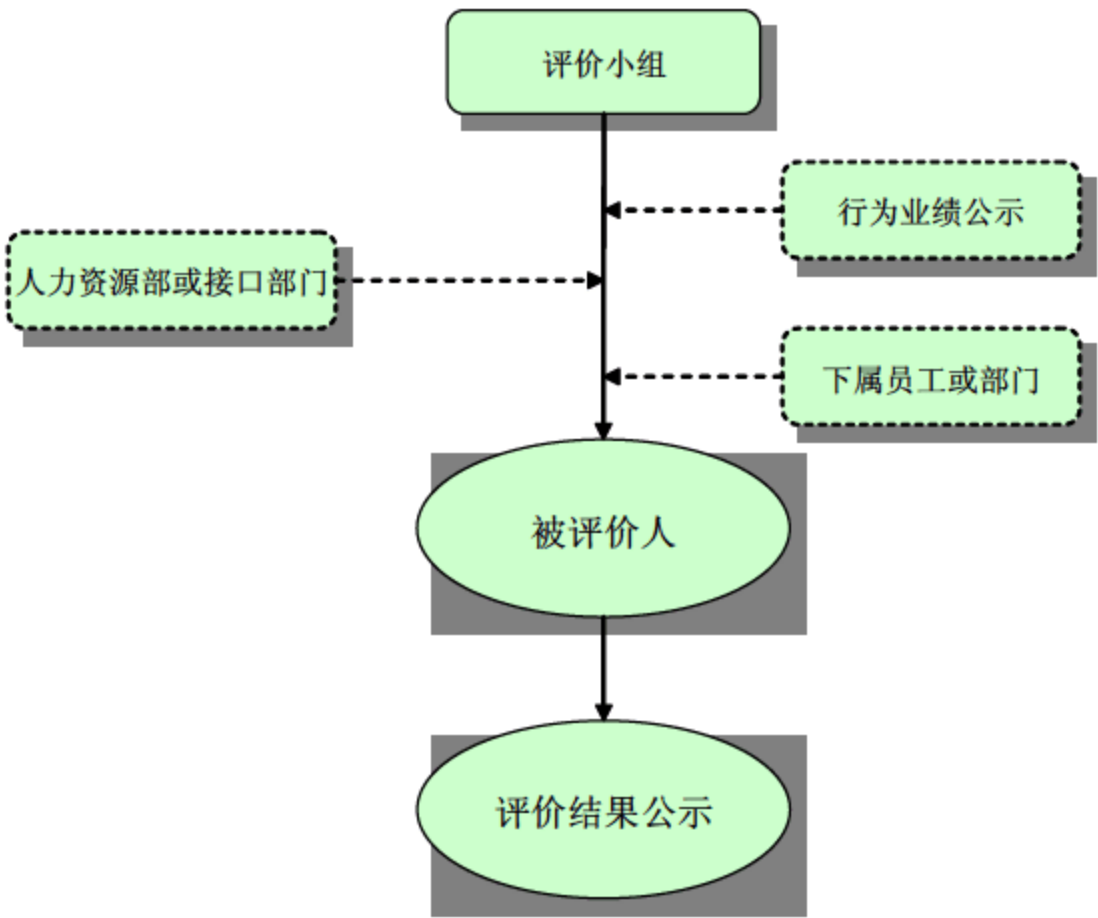 评价小组
行为业绩公示
人力资源部或接口部门
下属员工或部门
被评价人
评价结果公示